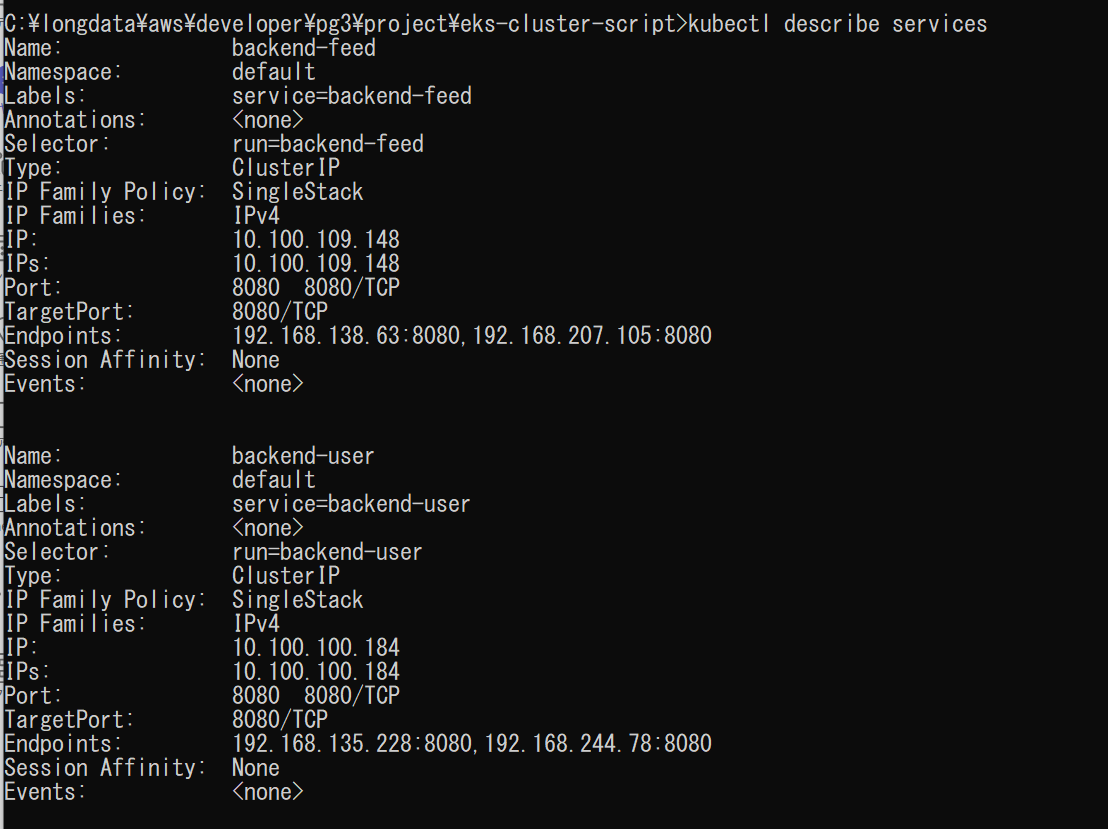 C:¥longdata¥aws¥developer¥pg3¥project¥eks-cluster-script>kubectl describe services
Name: backend-feed
Namespace: default
Labels: service=backend-feed
Annotations: <none>
Selector: run=backend-feed
Type: ClusterIP
IP Family Policy: SingleStack
IP Families: IPv4
IP: 10.100.109.148
IPs: 10.100.109.148
Port: 8080 8080/TCP
TargetPort: 8080/TCP
Endpoints: 192.168.138.63:8080,192.168.207.105:8080
Session Affinity: None
Events: <none>
Name: backend-user
Namespace: default
Labels: service=backend-user
Annotations: <none>
Selector: run=backend-user
Type: ClusterIP
IP Family Policy: SingleStack
IP Families: IPv4
IP: 10.100.100.184
IPs: 10.100.100.184
Port: 8080 8080/TCP
TargetPort: 8080/TCP
Endpoints: 192.168.135.228:8080,192.168.244.78:8080
Session Affinity: None
Events: <none>